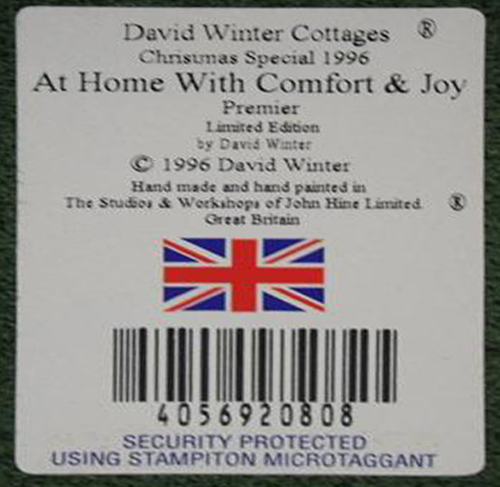 David Winter Cottages ®
Christmas Special 1996
At Home With Comfort & Joy
Premier
Limited Edition
by David Winter
© 1996 David Winter
Hand made and hand painted in
The Studios & Workshops of John Hine Limited. ®
Great Britain
4056920808
SECURITY PROTECTED
USING STAMPITON MICROTAGGANT